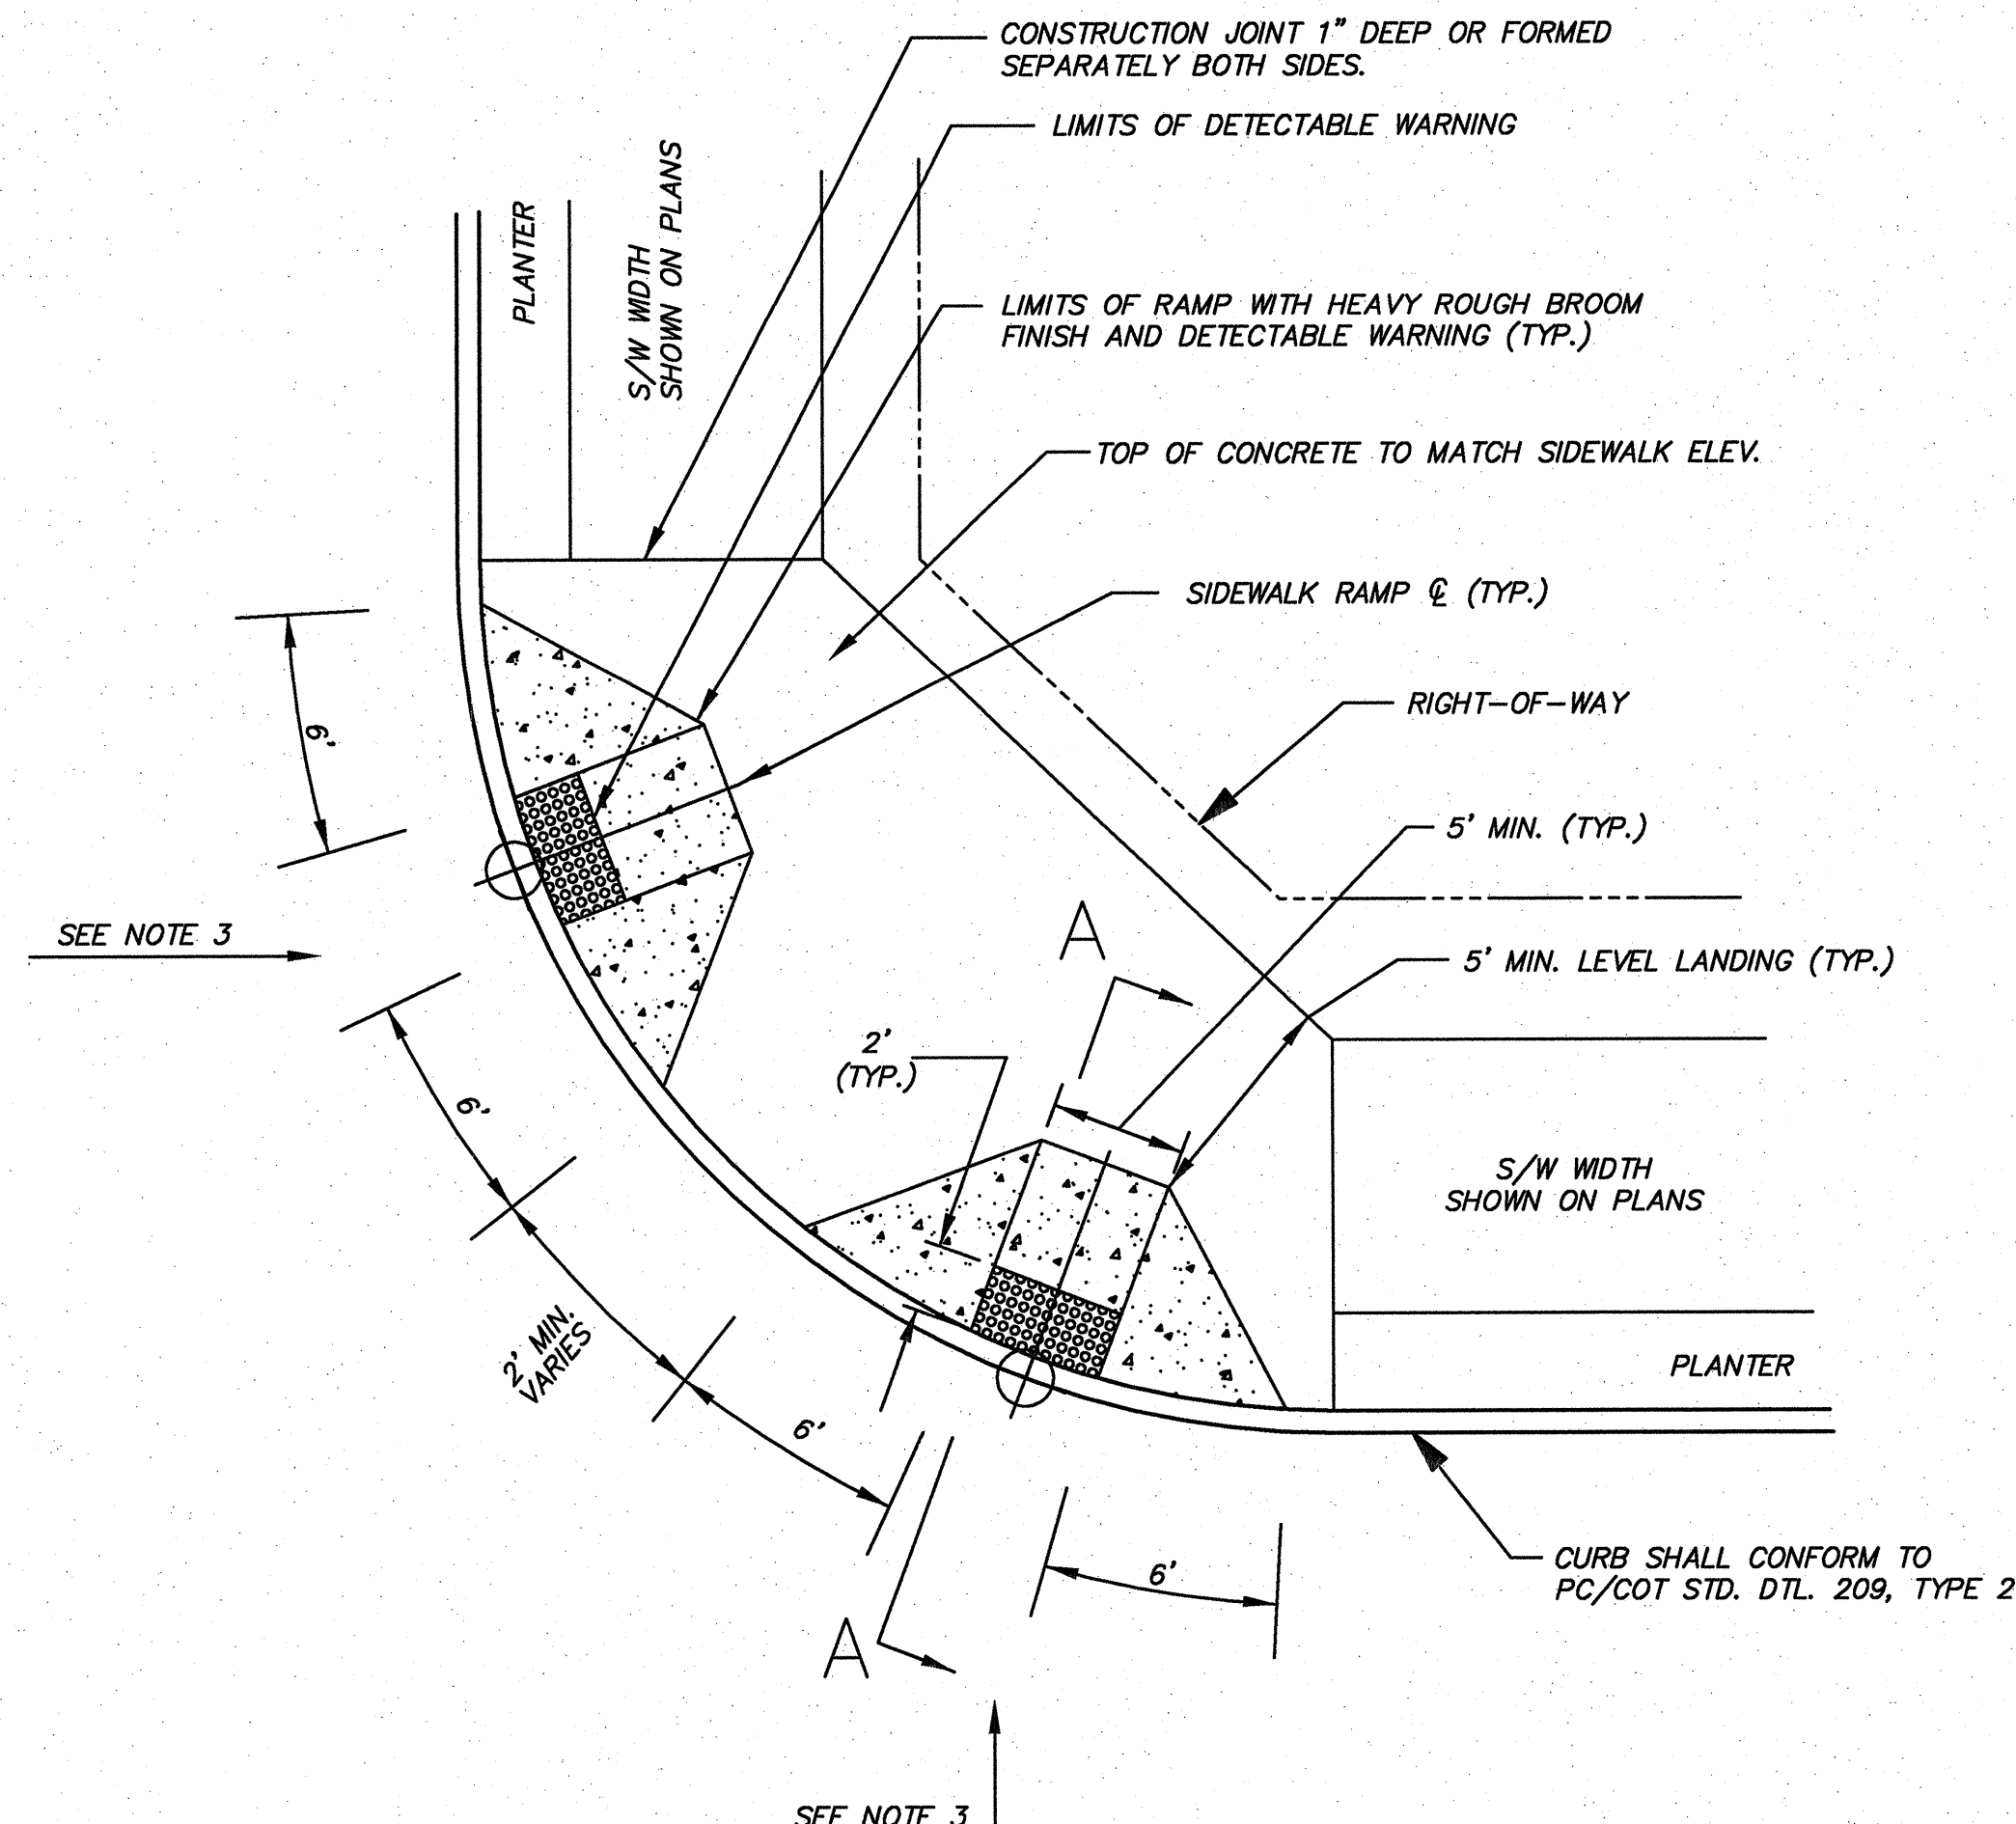 CONSTRUCTION JOINT 1" DEEP OR FORMED
SEPARATELY BOTH SIDES.
LIMITS OF DETECTABLE WARNING
PLANTER
S/W WIDTH
SHOWN ON PLANS
LIMITS OF RAMP WITH HEAVY ROUGH BROOM
FINISH AND DETECTABLE WARNING (TYP.)
TOP OF CONCRETE TO MATCH SIDEWALK ELEV.
SIDEWALK RAMP ℄ (TYP.)
RIGHT-OF-WAY
6'
5' MIN. (TYP.)
SEE NOTE 3
A
5' MIN. LEVEL LANDING (TYP.)
2'
(TYP.)
6'
S/W WIDTH
SHOWN ON PLANS
2' MIN.
VARIES
PLANTER
6'
6'
CURB SHALL CONFORM TO
PC/COT STD. DTL. 209, TYPE 2
A
SEE NOTE 3